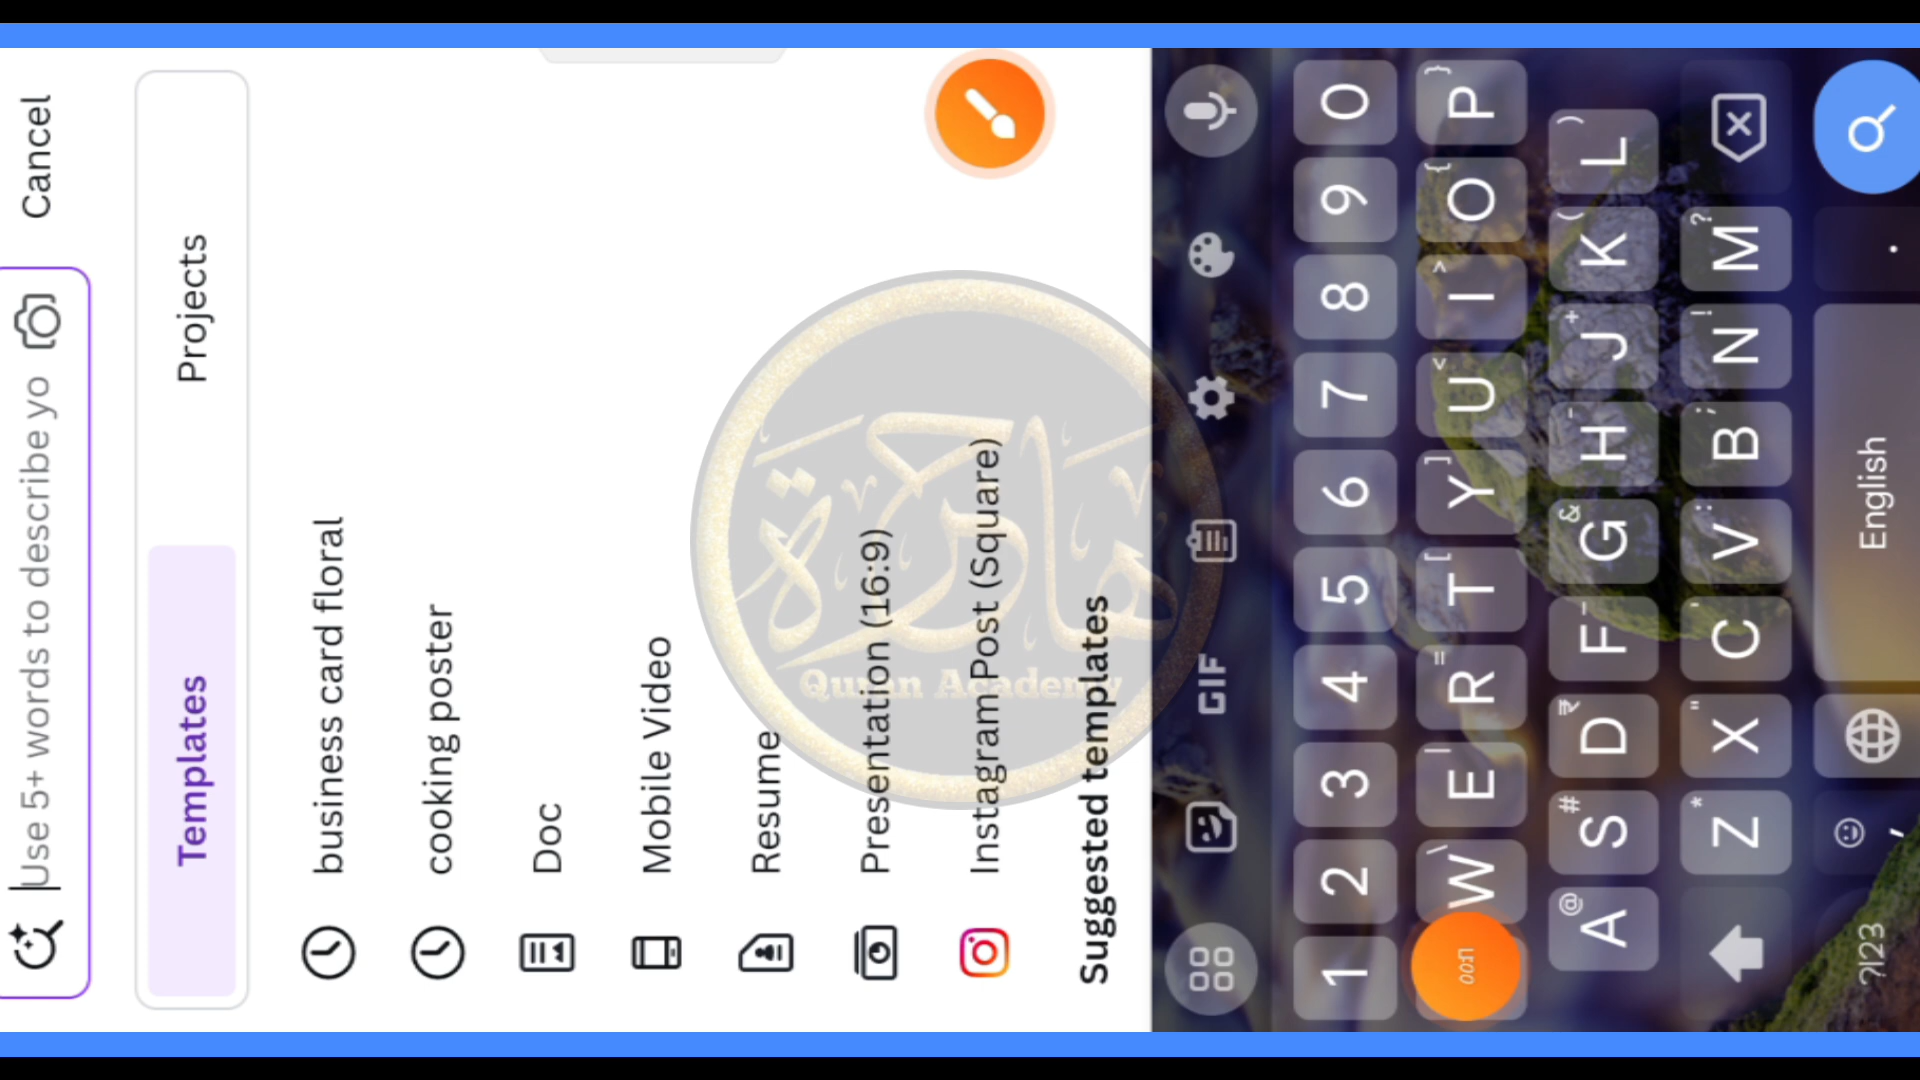 Use 5+ words to describe yo
Cancel
Templates
Projects
business card floral
cooking poster
Doc
Mobile Video
Resume
Presentation (16:9)
Instagram Post (Square)
Suggested templates
Quran Academy
GIF
1 2 3 4 5 6 7 8 9 0
W \ E | R = T [ Y ] U < I > O { P }
00:11
A @ S # D ₹ F G & H - J + K ( L )
Z * X " C ' V : B ; N ! M ?
?123 , English .